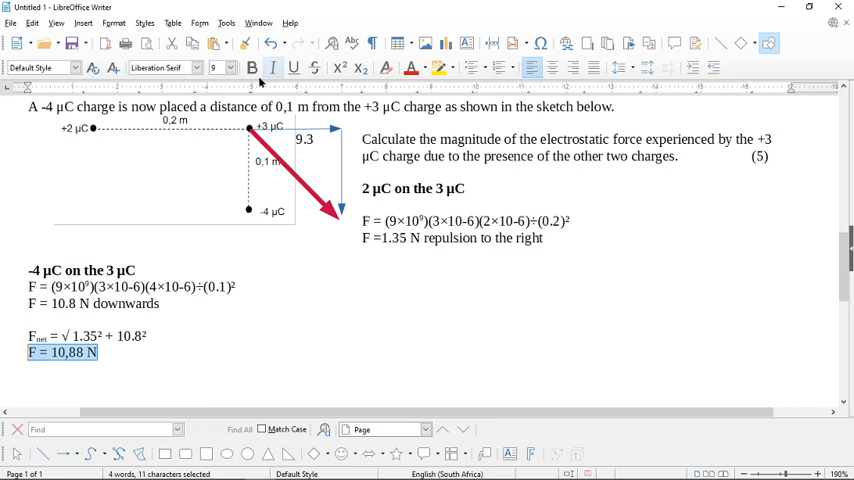 Untitled 1 - LibreOffice Writer
File Edit View Insert Format Styles Table Form Tools Window Help
Default Style Liberation Serif 9
A -4 µC charge is now placed a distance of 0,1 m from the +3 µC charge as shown in the sketch below.
0,2 m
+2 µC +3 µC
9.3 Calculate the magnitude of the electrostatic force experienced by the +3
µC charge due to the presence of the other two charges. (5)
0,1 m
2 µC on the 3 µC
-4 µC
F = (9×10⁹)(3×10-6)(2×10-6)÷(0.2)²
F =1.35 N repulsion to the right
-4 µC on the 3 µC
F = (9×10⁹)(3×10-6)(4×10-6)÷(0.1)²
F = 10.8 N downwards
Fnet = √ 1.35² + 10.8²
F = 10,88 N
Find Find All Match Case Page
Page 1 of 1 4 words, 11 characters selected Default Style English (South Africa) 190%